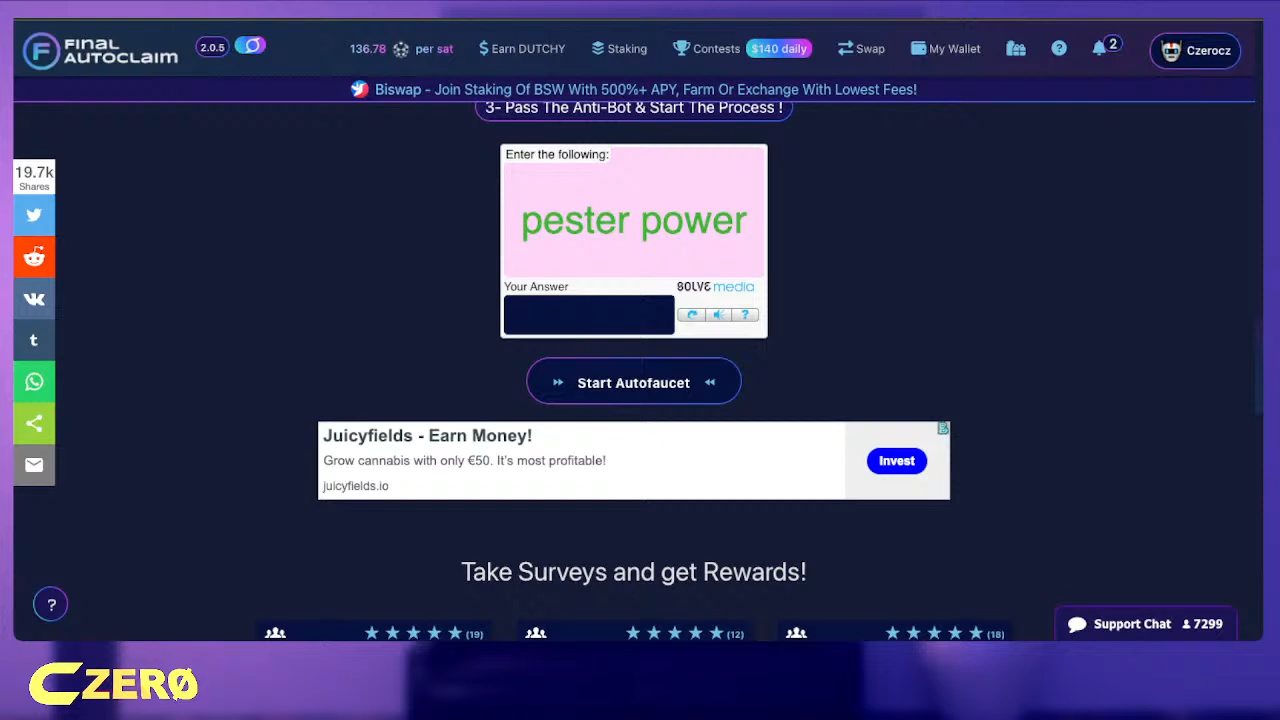 FINAL AUTOCLAIM
2.0.5
136.78 per sat
Earn DUTCHY
Staking
Contests $140 daily
Swap
My Wallet
?
2
Czerocz
Biswap - Join Staking Of BSW With 500%+ APY, Farm Or Exchange With Lowest Fees!
3- Pass The Anti-Bot & Start The Process !
19.7k
Shares
Enter the following:
pester power
Your Answer
SOLVE media
?
Start Autofaucet
Juicyfields - Earn Money!
Grow cannabis with only €50. It's most profitable!
juicyfields.io
Invest
Take Surveys and get Rewards!
(19)
(12)
(18)
?
Support Chat 7299
CZERØ